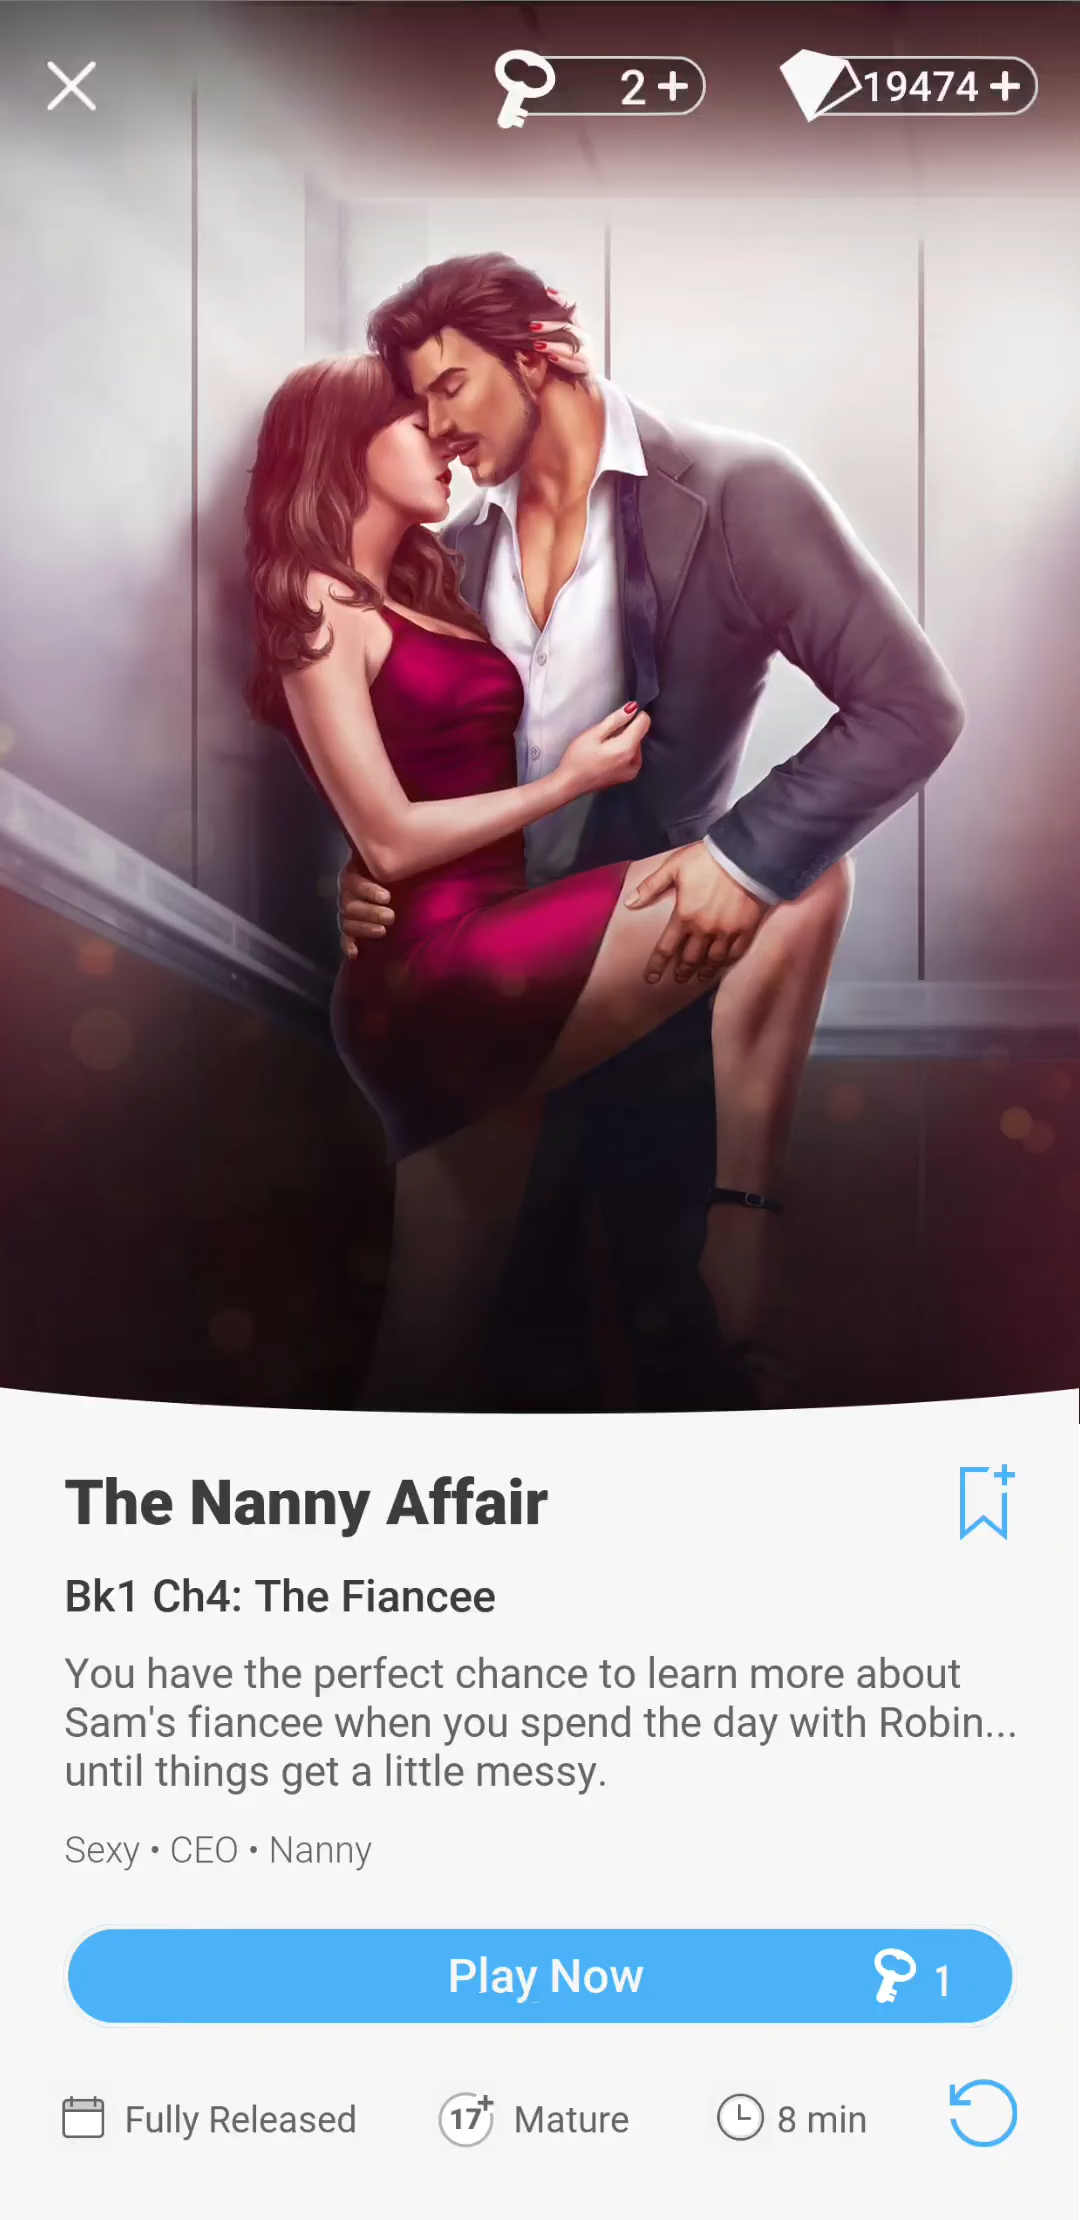 2 +
19474 +
The Nanny Affair
Bk1 Ch4: The Fiancee
You have the perfect chance to learn more about
Sam's fiancee when you spend the day with Robin...
until things get a little messy.
Sexy • CEO • Nanny
Play Now 1
Fully Released 17+ Mature 8 min